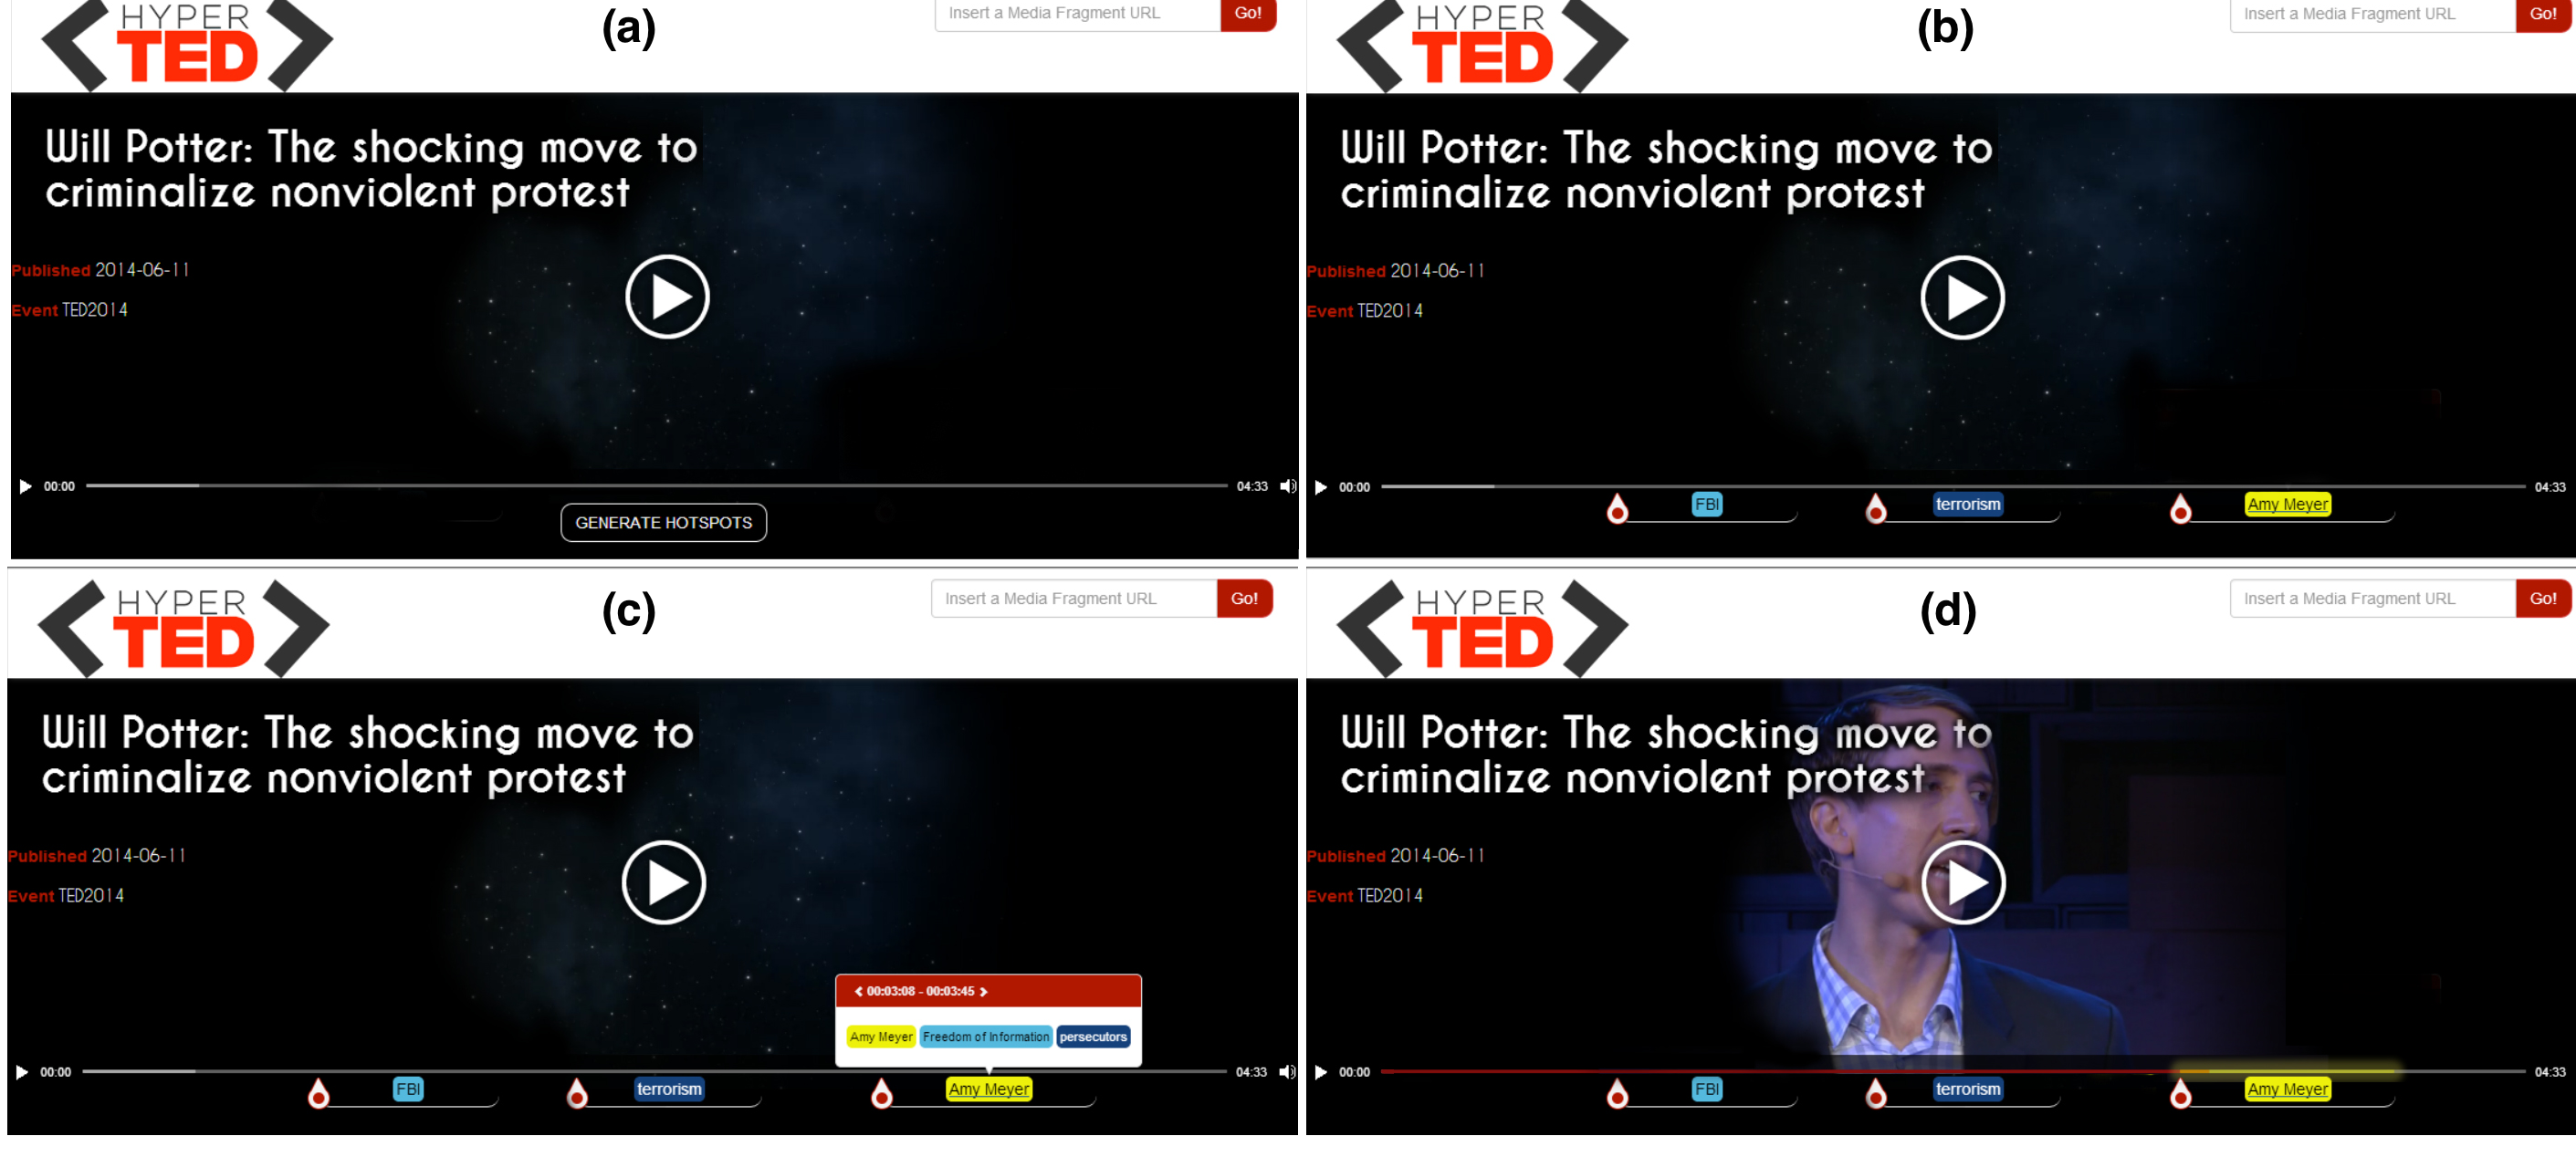 HYPER
TED
(a)
Insert a Media Fragment URL Go!
Will Potter: The shocking move to
criminalize nonviolent protest
Published 2014-06-11
Event TED2014
00:00 04:33
GENERATE HOTSPOTS
HYPER
TED
(b)
Insert a Media Fragment URL Go!
Will Potter: The shocking move to
criminalize nonviolent protest
Published 2014-06-11
Event TED2014
00:00 04:33
FBI terrorism Amy Meyer
HYPER
TED
(c)
Insert a Media Fragment URL Go!
Will Potter: The shocking move to
criminalize nonviolent protest
Published 2014-06-11
Event TED2014
00:03:08 - 00:03:45
Amy Meyer Freedom of Information persecutors
00:00 04:33
FBI terrorism Amy Meyer
HYPER
TED
(d)
Insert a Media Fragment URL Go!
Will Potter: The shocking move to
criminalize nonviolent protest
Published 2014-06-11
Event TED2014
00:00 04:33
FBI terrorism Amy Meyer